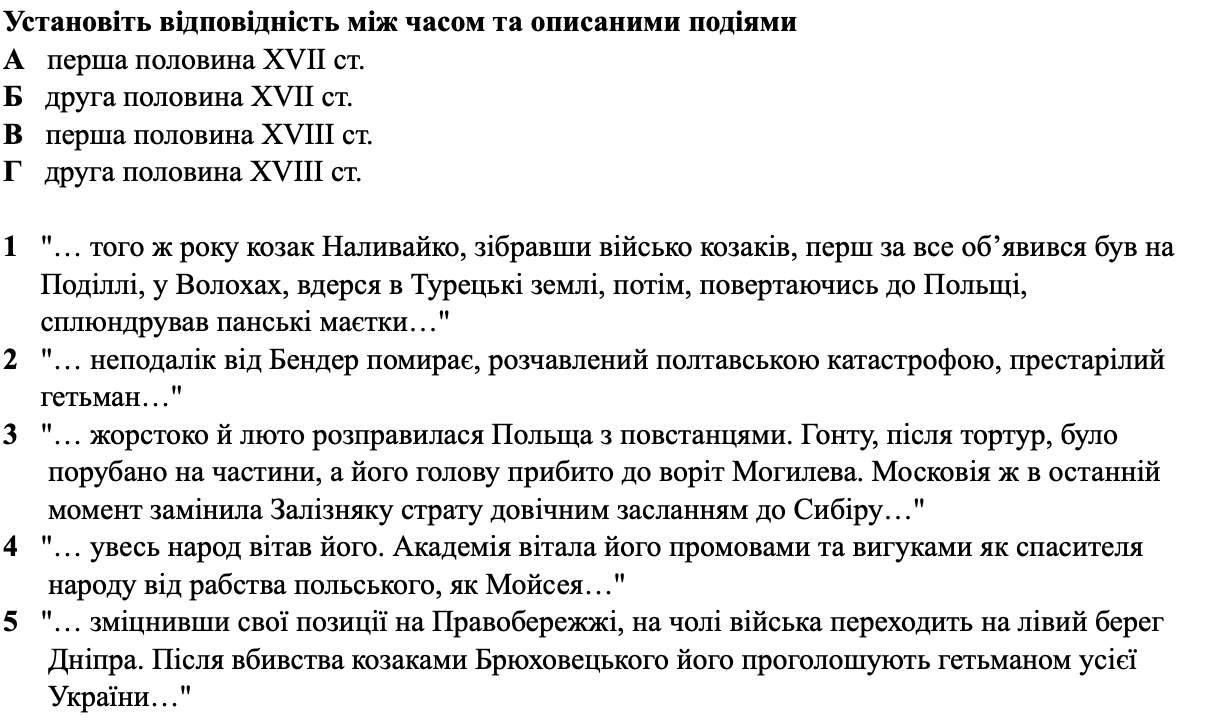 Установіть відповідність між часом та описаними подіями
А перша половина XVII ст.
Б друга половина XVII ст.
В перша половина XVIII ст.
Г друга половина XVIII ст.
1 "… того ж року козак Наливайко, зібравши військо козаків, перш за все об’явився був на
Поділлі, у Волохах, вдерся в Турецькі землі, потім, повертаючись до Польщі,
сплюндрував панські маєтки…"
2 "… неподалік від Бендер помирає, розчавлений полтавською катастрофою, престарілий
гетьман…"
3 "… жорстоко й люто розправилася Польща з повстанцями. Гонту, після тортур, було
порубано на частини, а його голову прибито до воріт Могилева. Московія ж в останній
момент замінила Залізняку страту довічним засланням до Сибіру…"
4 "… увесь народ вітав його. Академія вітала його промовами та вигуками як спасителя
народу від рабства польського, як Мойсея…"
5 "… зміцнивши свої позиції на Правобережжі, на чолі війська переходить на лівий берег
Дніпра. Після вбивства козаками Брюховецького його проголошують гетьманом усієї
України…"